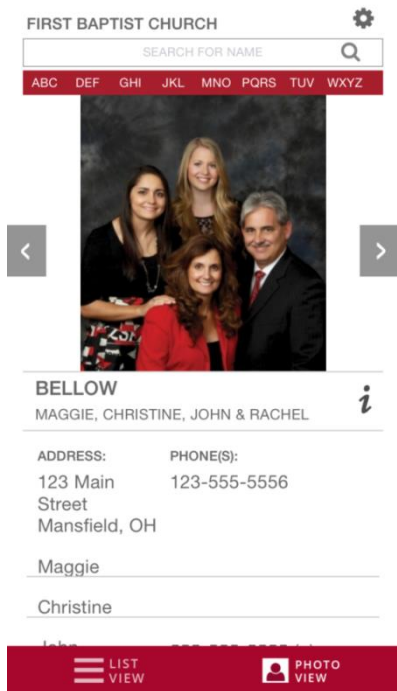 FIRST BAPTIST CHURCH
SEARCH FOR NAME
ABC DEF GHI JKL MNO PQRS TUV WXYZ
BELLOW
MAGGIE, CHRISTINE, JOHN & RACHEL
ADDRESS: PHONE(S):
123 Main 123-555-5556
Street
Mansfield, OH
Maggie
Christine
John
LIST
VIEW
PHOTO
VIEW